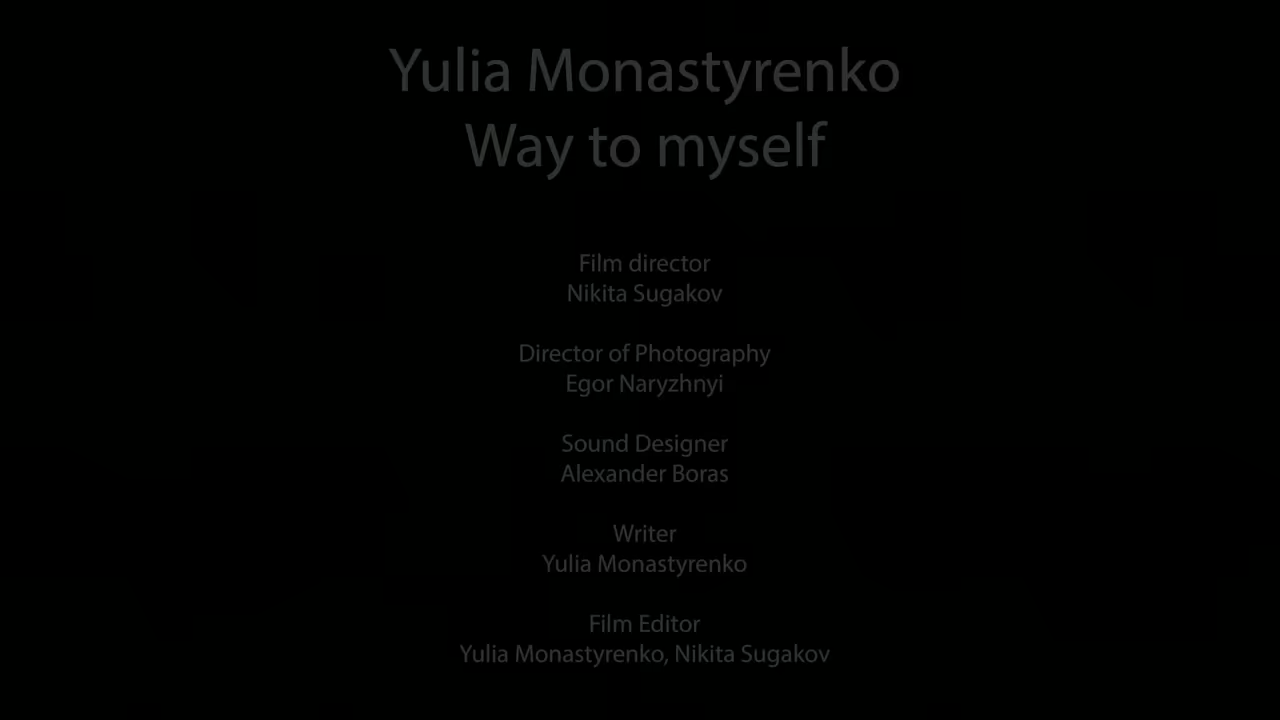 Yulia Monastyrenko
Way to myself
Film director
Nikita Sugakov
Director of Photography
Egor Naryzhnyi
Sound Designer
Alexander Boras
Writer
Yulia Monastyrenko
Film Editor
Yulia Monastyrenko, Nikita Sugakov